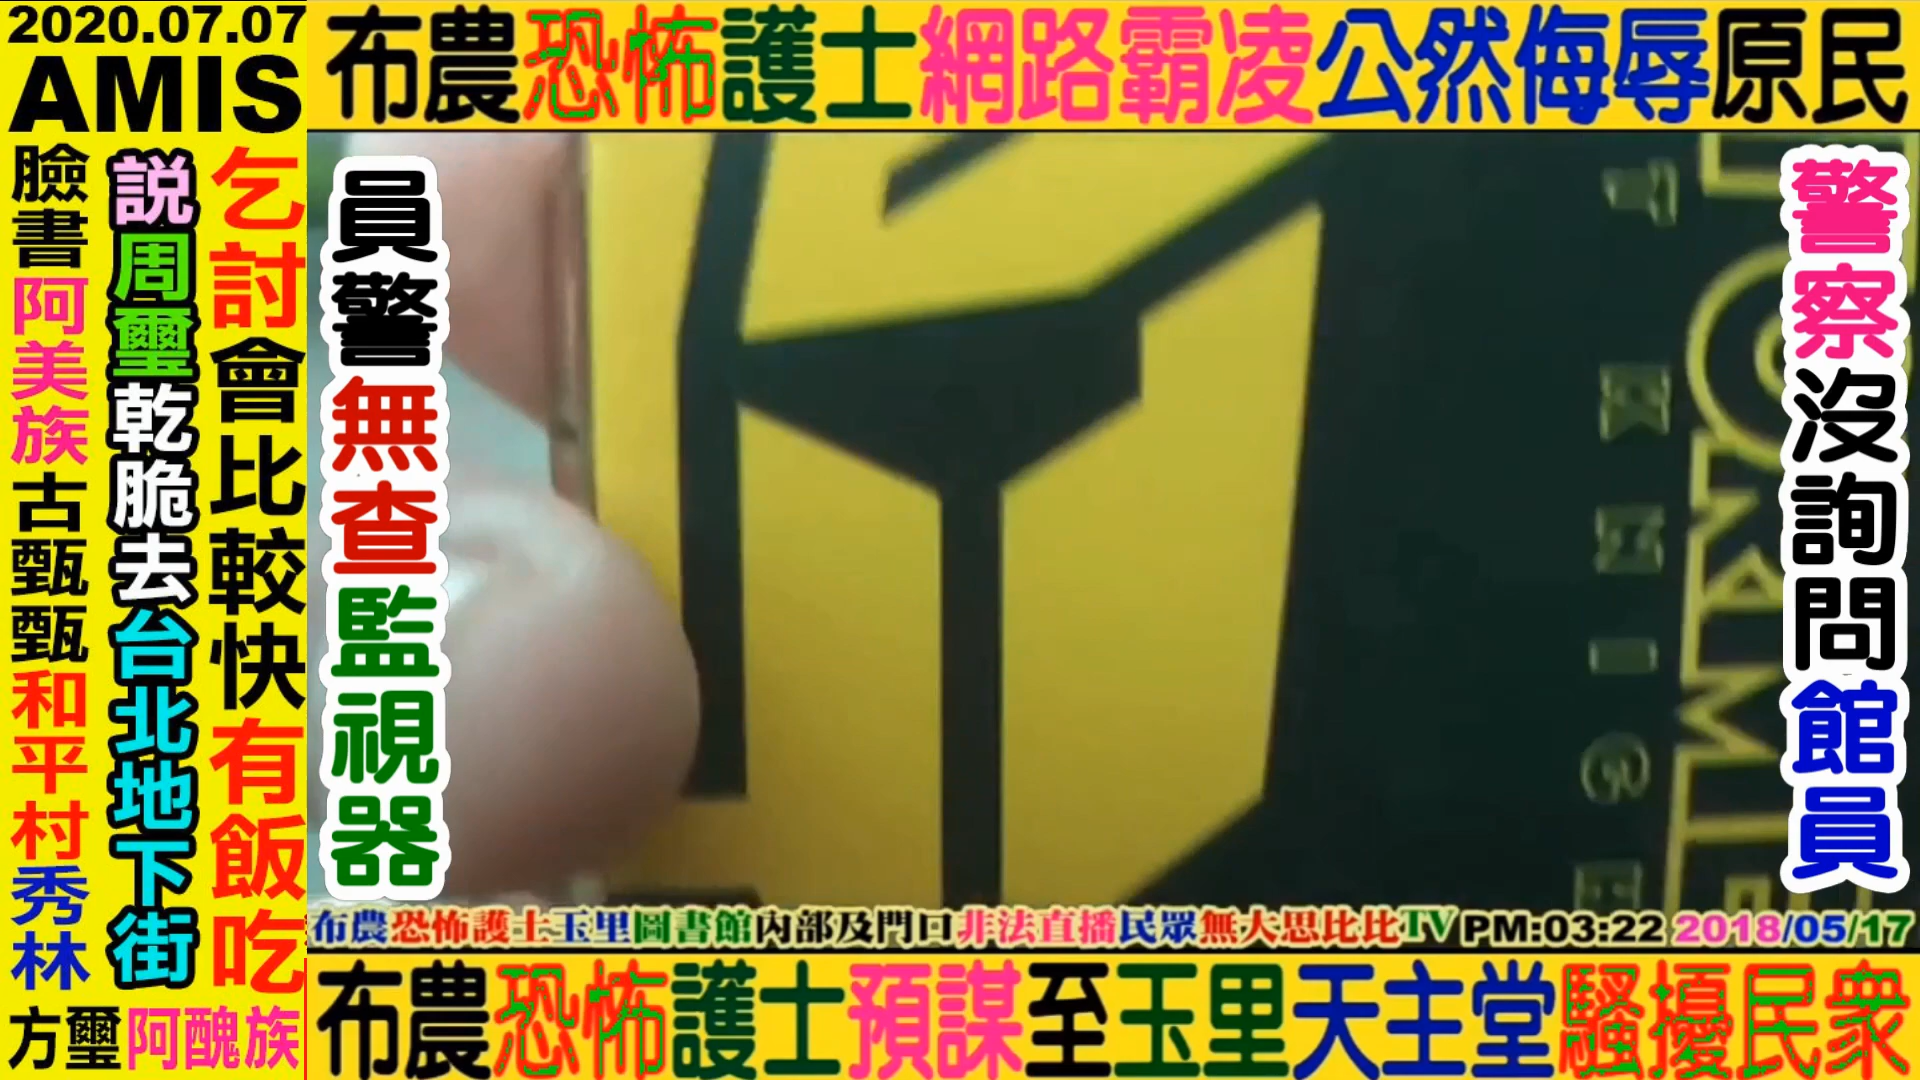 2020.07.07
AMIS
布農恐怖護士網路霸凌公然侮辱原民
臉書阿美族古甄甄和平村秀林
説周璽乾脆去台北地下街
乞討會比較快有飯吃
方璽阿醜族
員警無查監視器
警察沒詢問館員
布農恐怖護士玉里圖書館內部及門口非法直播民眾無大思比比TV PM:03:22 2018/05/17
布農恐怖護士預謀至玉里天主堂騷擾民衆